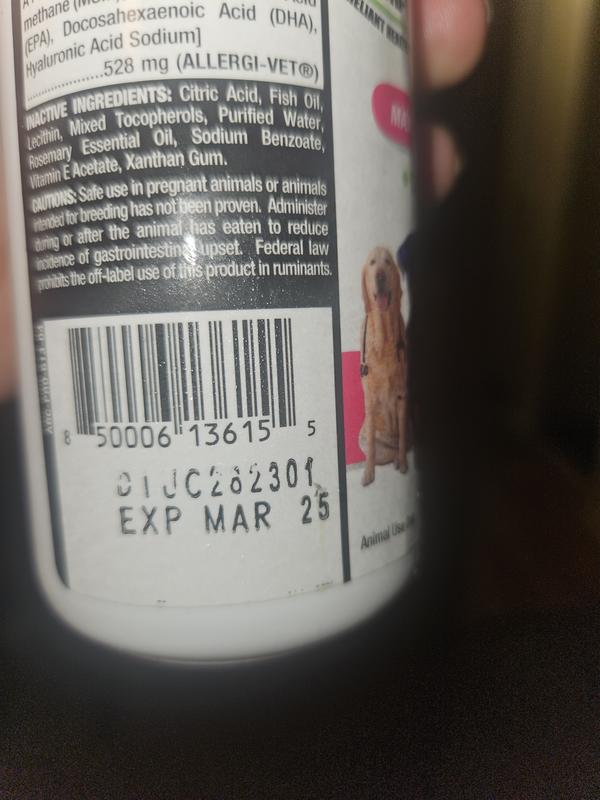 methane
(EPA), Docosahexaenoic Acid (DHA),
Hyaluronic Acid Sodium]
....................528 mg (ALLERGI-VET®)
INACTIVE INGREDIENTS: Citric Acid, Fish Oil,
Lecithin, Mixed Tocopherols, Purified Water,
Rosemary Essential Oil, Sodium Benzoate,
Vitamin E Acetate, Xanthan Gum.
CAUTIONS: Safe use in pregnant animals or animals
intended for breeding has not been proven. Administer
during or after the animal has eaten to reduce
incidence of gastrointestinal upset. Federal law
prohibits the off-label use of this product in ruminants.
8 50006 13615 5
EXP MAR 25
Animal Use